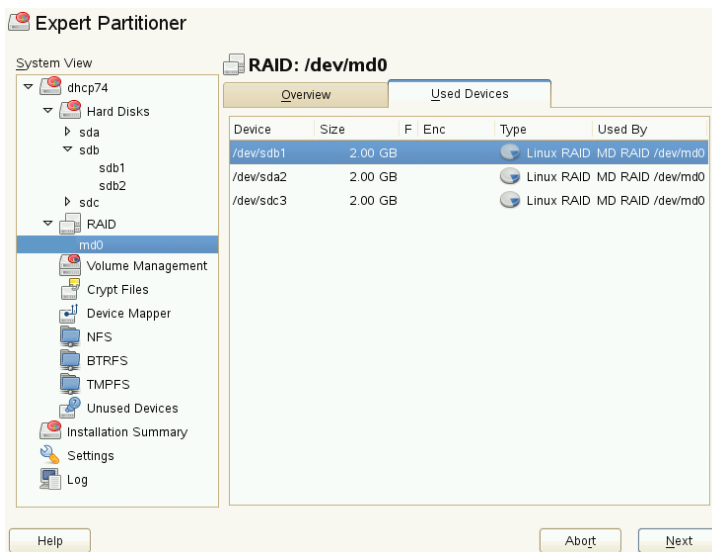 Expert Partitioner
System View
dhcp74
Hard Disks
sda
sdb
sdb1
sdb2
sdc
RAID
md0
Volume Management
Crypt Files
Device Mapper
NFS
BTRFS
TMPFS
Unused Devices
Installation Summary
Settings
Log
RAID: /dev/md0
Overview Used Devices
Device Size F Enc Type Used By
/dev/sdb1 2.00 GB Linux RAID MD RAID /dev/md0
/dev/sda2 2.00 GB Linux RAID MD RAID /dev/md0
/dev/sdc3 2.00 GB Linux RAID MD RAID /dev/md0
Help Abort Next